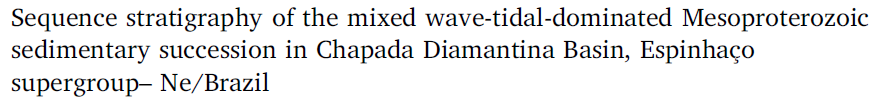 Sequence stratigraphy of the mixed wave-tidal-dominated Mesoproterozoic
sedimentary succession in Chapada Diamantina Basin, Espinhaço
supergroup– Ne/Brazil